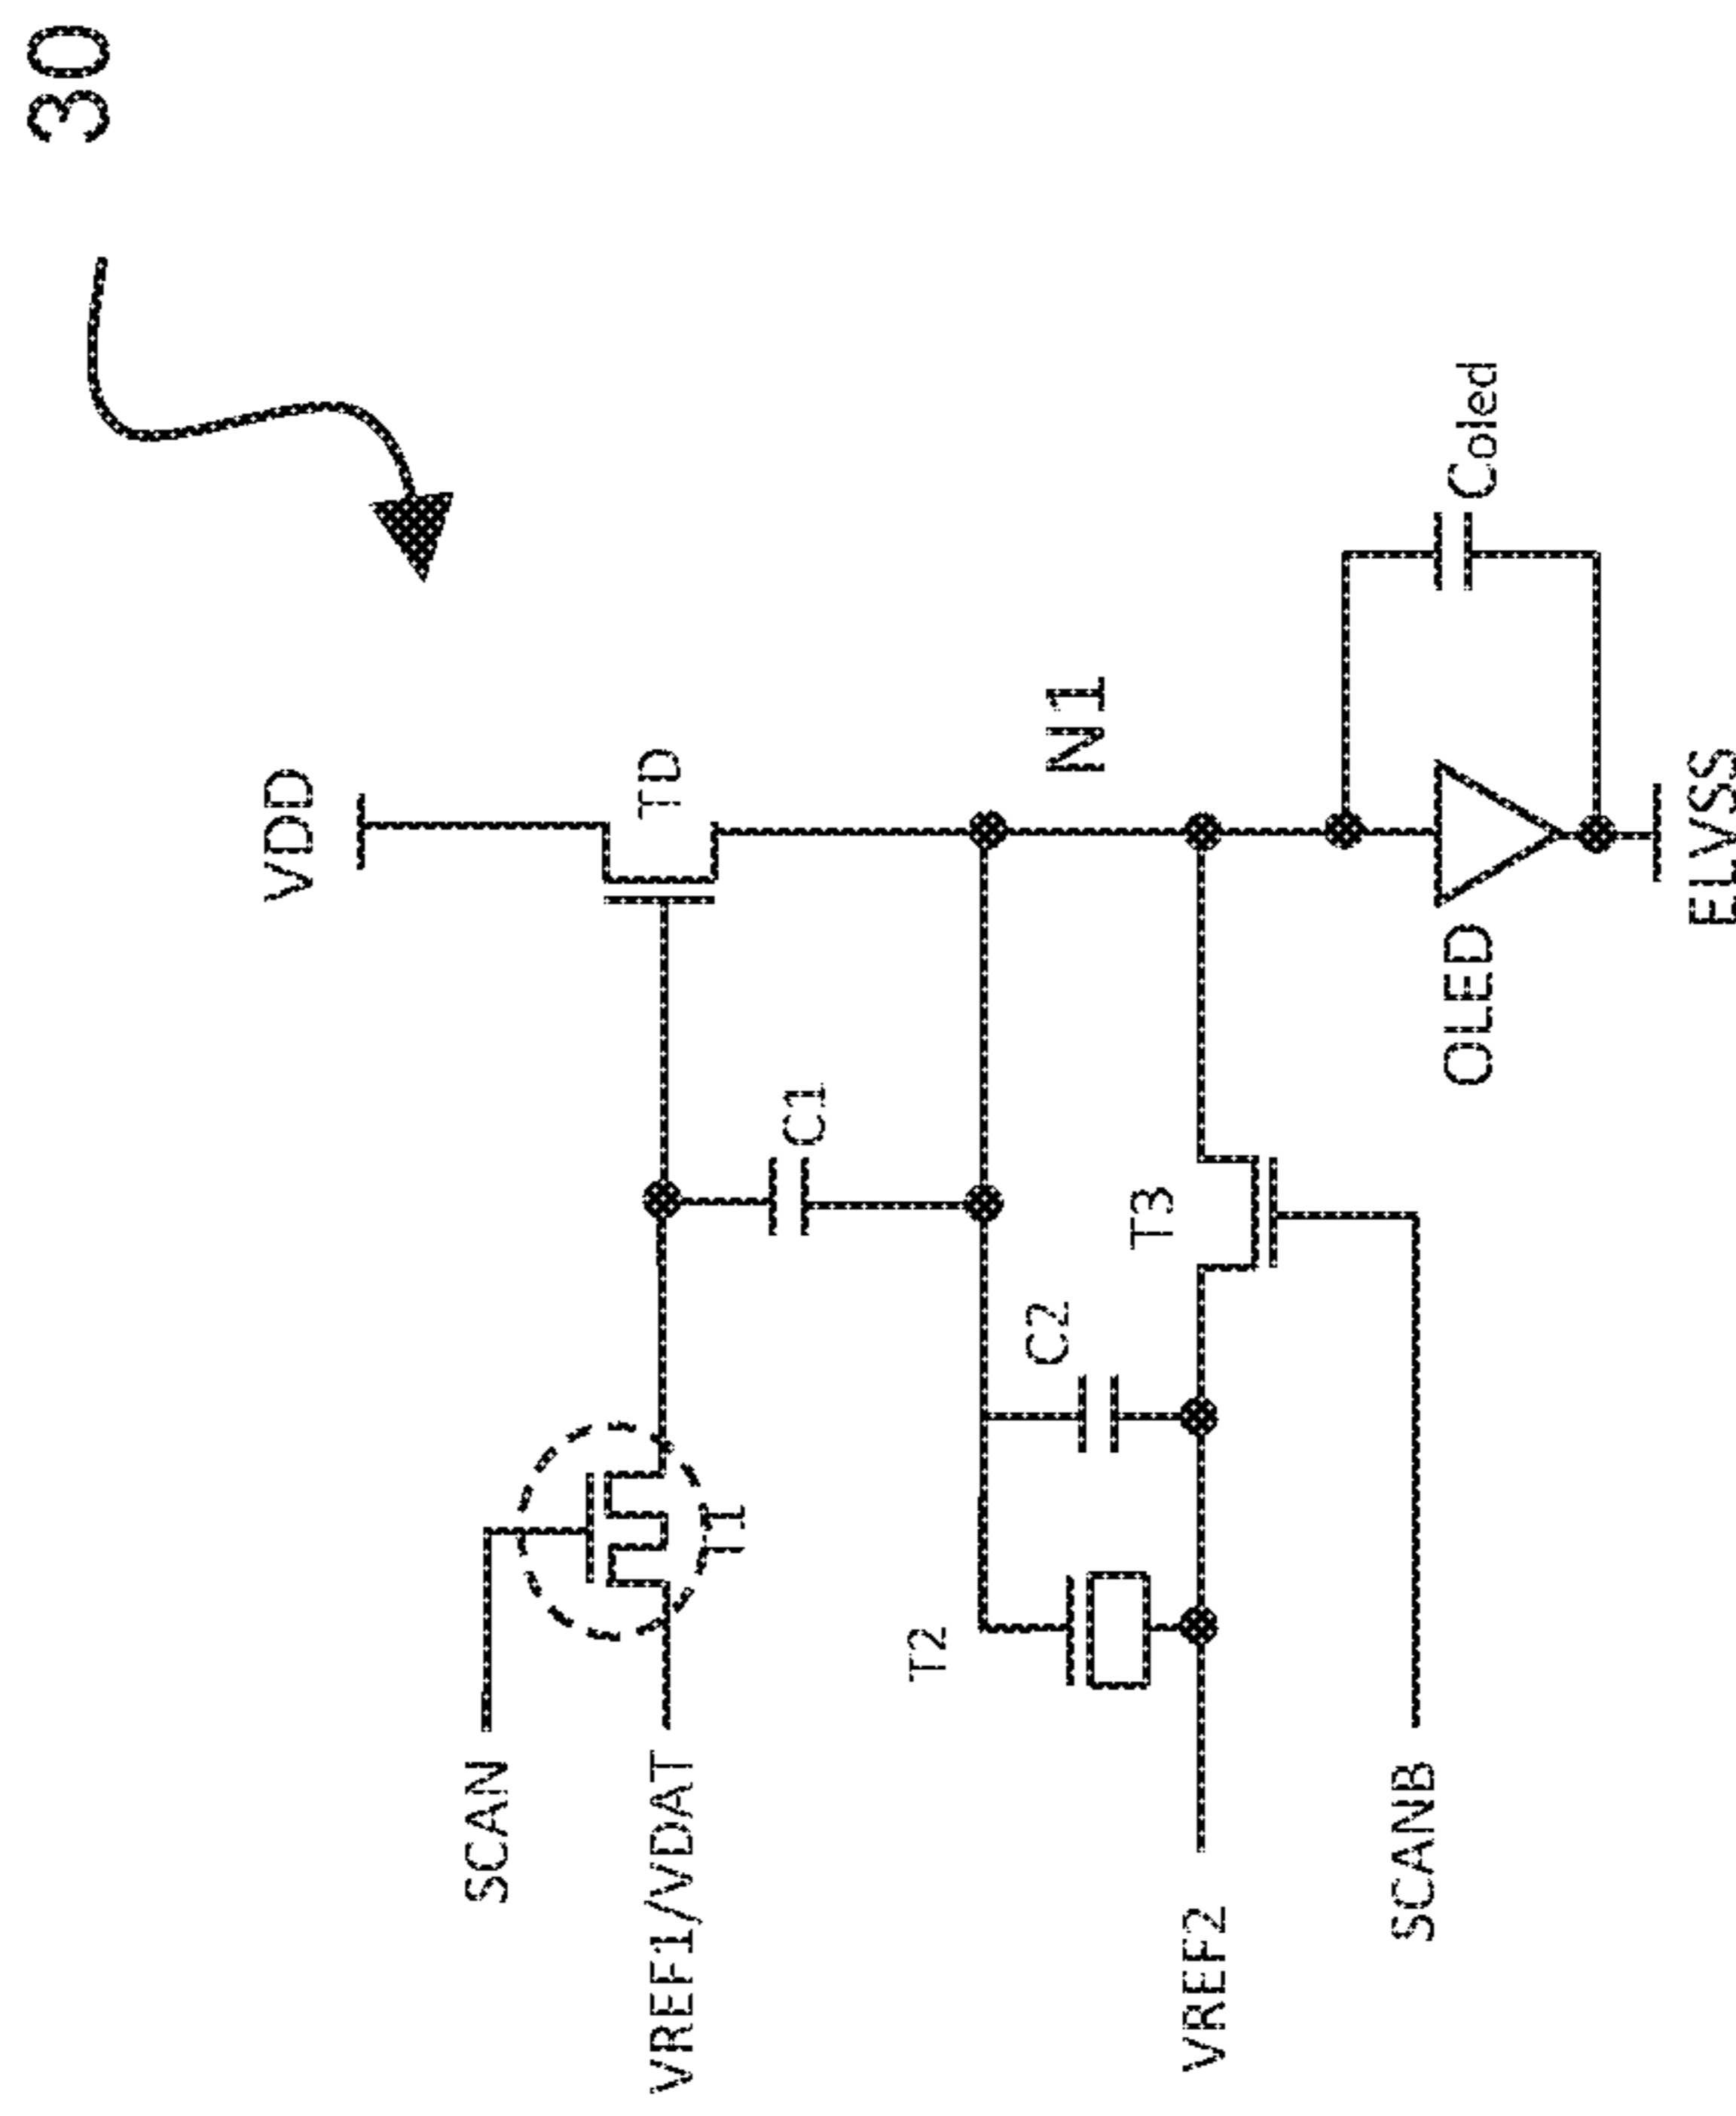 30
VDD
TD
SCAN
T1
VREF1/VDAT
C1
N1
C2
T2
T3
VREF2
SCANB
OLED
Coled
ELVSS